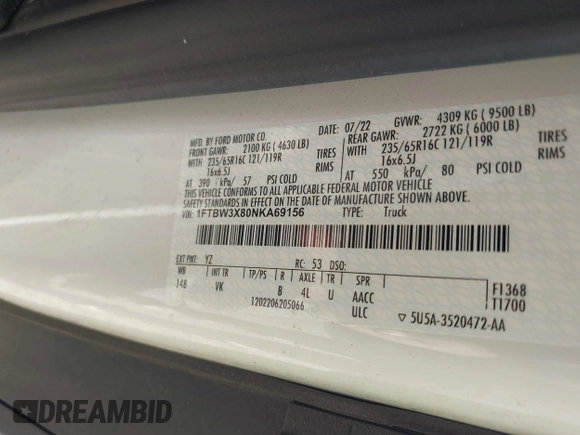 MFD. BY FORD MOTOR CO.
DATE: 07/22 GVWR: 4309 KG ( 9500 LB)
FRONT GAWR: 2100 KG ( 4630 LB)
REAR GAWR: 2722 KG ( 6000 LB)
WITH 235/65R16C 121/119R TIRES
WITH 235/65R16C 121/119R TIRES
16x6.5J RIMS
16x6.5J RIMS
AT 390 kPa/ 57 PSI COLD
AT 550 kPa/ 80 PSI COLD
THIS VEHICLE CONFORMS TO ALL APPLICABLE FEDERAL MOTOR VEHICLE
SAFETY STANDARDS IN EFFECT ON THE DATE OF MANUFACTURE SHOWN ABOVE.
VIN: 1FTBW3X80NKA69156 TYPE: Truck
EXT PNT: YZ RC: 53 DSO:
WB INT TR TP/PS R AXLE TR SPR
148 VK B 4L U AACC
F1368
T1700
1202206205066 ULC
▽ 5U5A-3520472-AA
DREAMBID